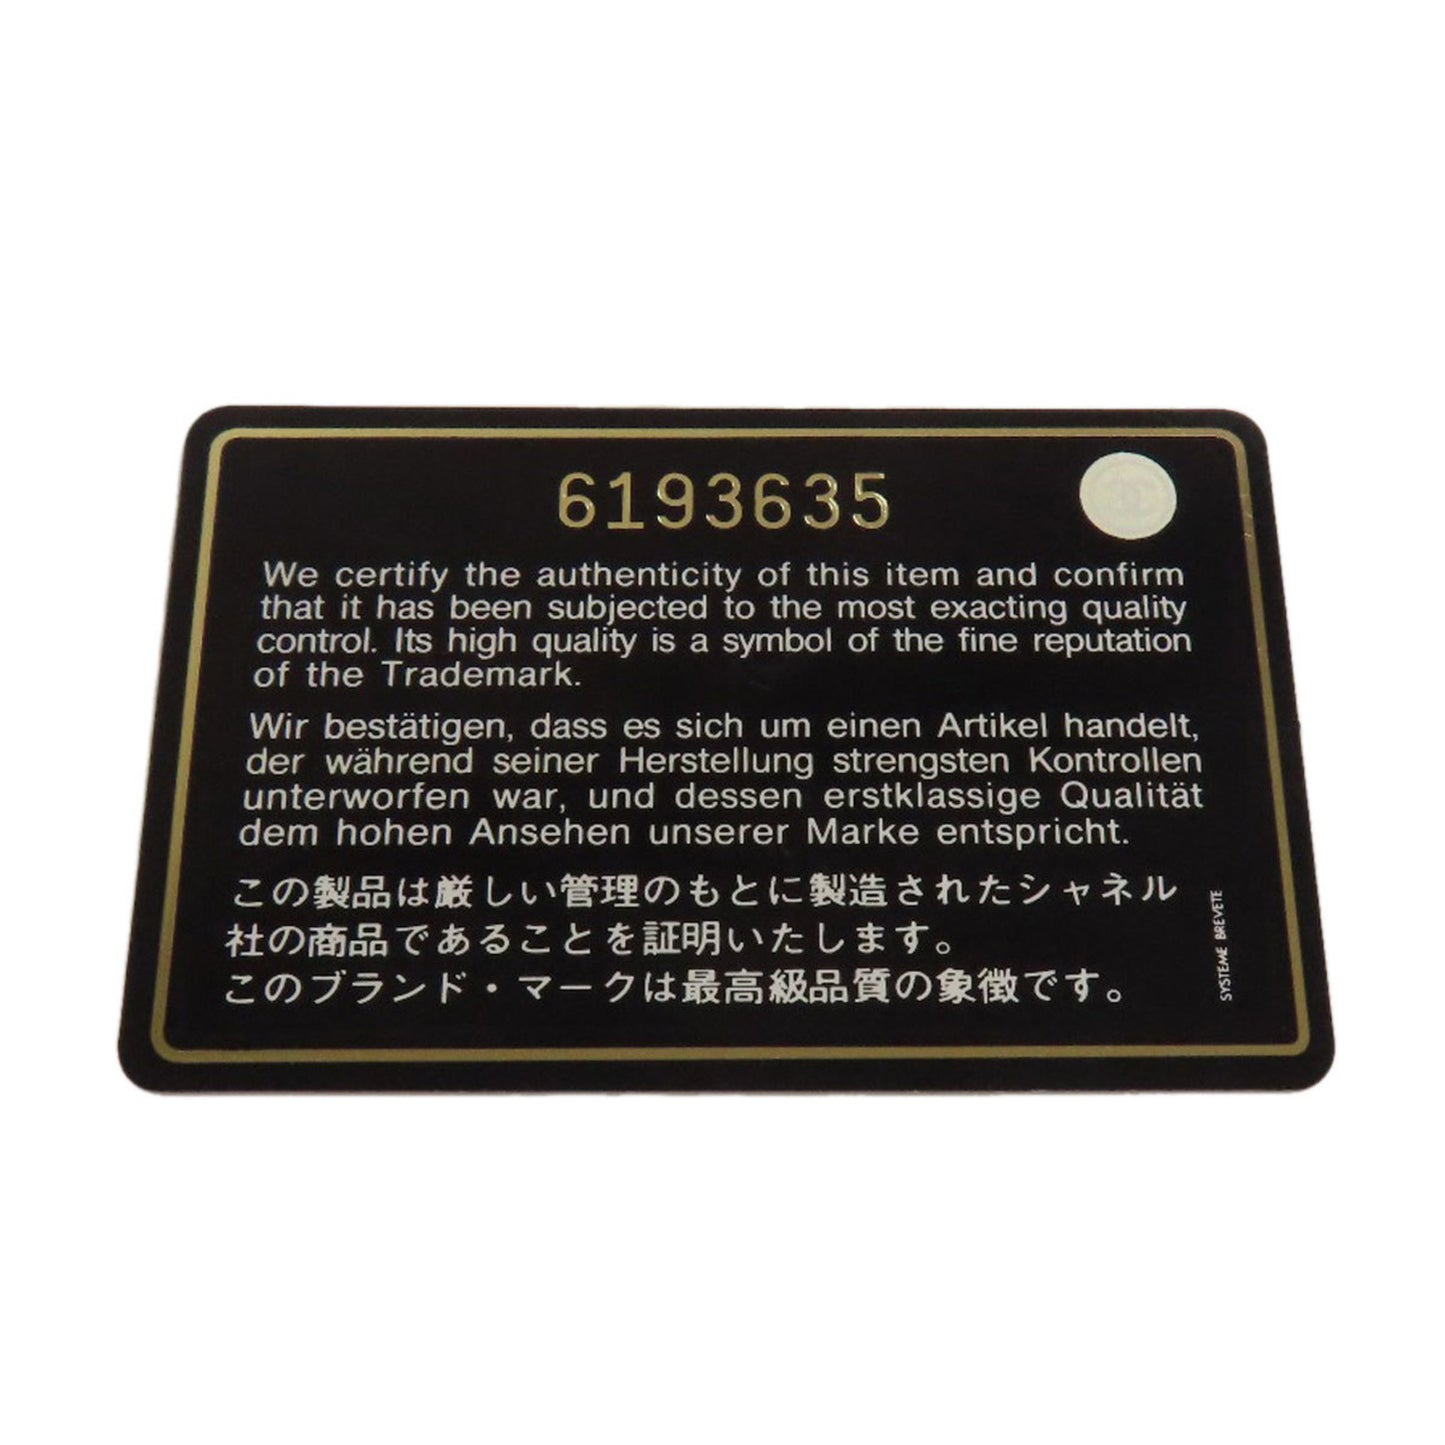 6193635
We certify the authenticity of this item and confirm
that it has been subjected to the most exacting quality
control. Its high quality is a symbol of the fine reputation
of the Trademark.
Wir bestätigen, dass es sich um einen Artikel handelt,
der während seiner Herstellung strengsten Kontrollen
unterworfen war, und dessen erstklassige Qualität
dem hohen Ansehen unserer Marke entspricht.
この製品は厳しい管理のもとに製造されたシャネル
社の商品であることを証明いたします。
このブランド・マークは最高級品質の象徴です。
SYSTEME BREVETE